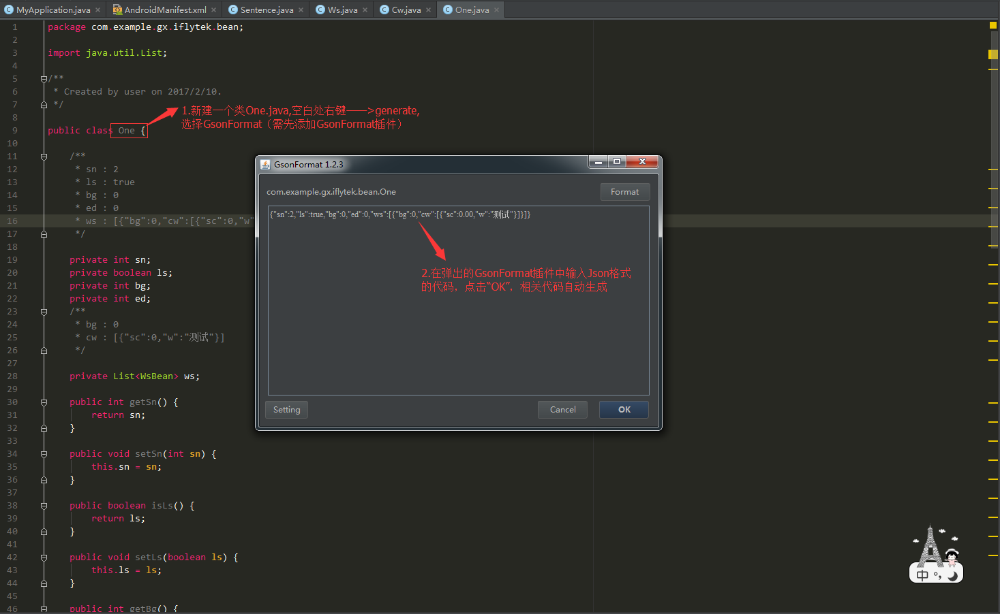 MyApplication.java
AndroidManifest.xml
Sentence.java
Ws.java
Cw.java
One.java
1 package com.example.gx.iflytek.bean;
2
3 import java.util.List;
4
5 /**
6  * Created by user on 2017/2/10.
7  */
8
9 public class One {
10
11 /**
12  * sn : 2
13  * ls : true
14  * bg : 0
15  * ed : 0
16  * ws : [{"bg":0,"cw":[{"sc":0,"w"
17  */
18
19 private int sn;
20 private boolean ls;
21 private int bg;
22 private int ed;
23 /**
24  * bg : 0
25  * cw : [{"sc":0,"w":"测试"}]
26  */
27
28 private List<WsBean> ws;
29
30 public int getSn() {
31 return sn;
32 }
33
34 public void setSn(int sn) {
35 this.sn = sn;
36 }
37
38 public boolean isLs() {
39 return ls;
40 }
41
42 public void setLs(boolean ls) {
43 this.ls = ls;
44 }
45
46 public int getBg() {
1.新建一个类One.java,空白处右键——>generate,
选择GsonFormat（需先添加GsonFormat插件）
GsonFormat 1.2.3
com.example.gx.iflytek.bean.One
Format
{"sn":2,"ls":true,"bg":0,"ed":0,"ws":[{"bg":0,"cw":[{"sc":0.00,"w":"测试"}]}]}
2.在弹出的GsonFormat插件中输入Json格式
的代码，点击“OK”，相关代码自动生成
Setting
Cancel
OK
中 °,